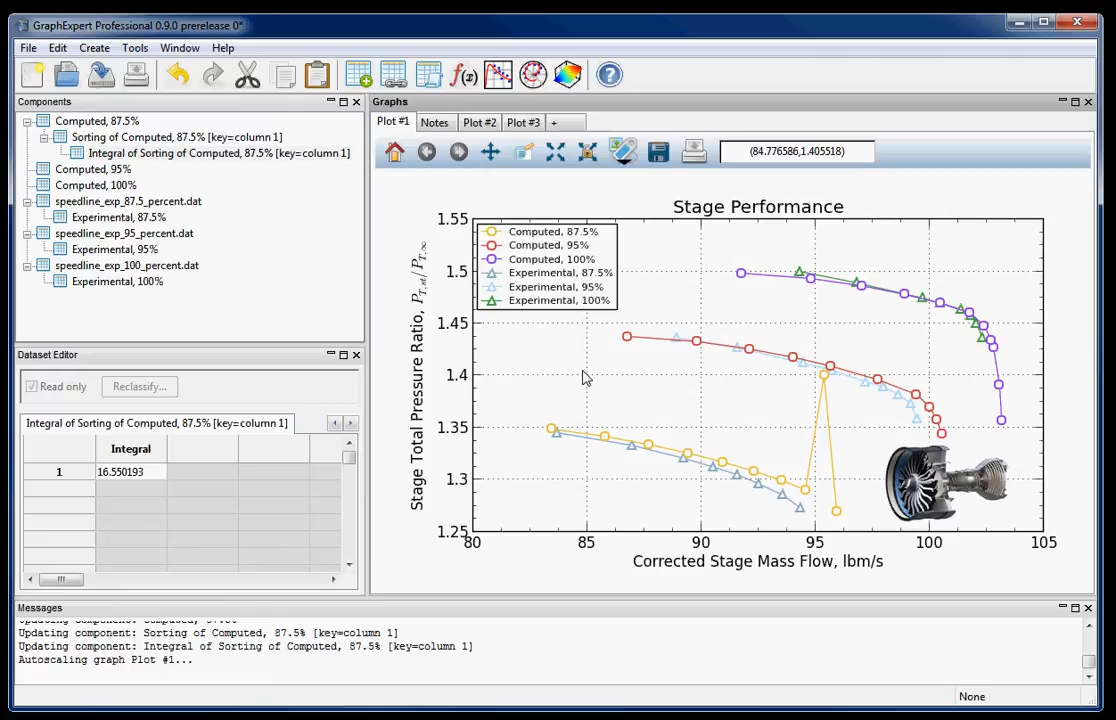 GraphExpert Professional 0.9.0 prerelease 0*
File Edit Create Tools Window Help
Components
Computed, 87.5%
Sorting of Computed, 87.5% [key=column 1]
Integral of Sorting of Computed, 87.5% [key=column 1]
Computed, 95%
Computed, 100%
speedline_exp_87.5_percent.dat
Experimental, 87.5%
speedline_exp_95_percent.dat
Experimental, 95%
speedline_exp_100_percent.dat
Experimental, 100%
Dataset Editor
Read only Reclassify...
Integral of Sorting of Computed, 87.5% [key=column 1]
Integral
1 16.550193
Graphs
Plot #1 Notes Plot #2 Plot #3 +
f(x) ?
(84.776586,1.405518)
Stage Performance
Computed, 87.5%
Computed, 95%
Computed, 100%
Experimental, 87.5%
Experimental, 95%
Experimental, 100%
Stage Total Pressure Ratio, P_{T,st}/P_{T,∞}
1.55
1.5
1.45
1.4
1.35
1.3
1.25
80 85 90 95 100 105
Corrected Stage Mass Flow, lbm/s
Messages
Updating component: Sorting of Computed, 87.5% [key=column 1]
Updating component: Integral of Sorting of Computed, 87.5% [key=column 1]
Autoscaling graph Plot #1...
None